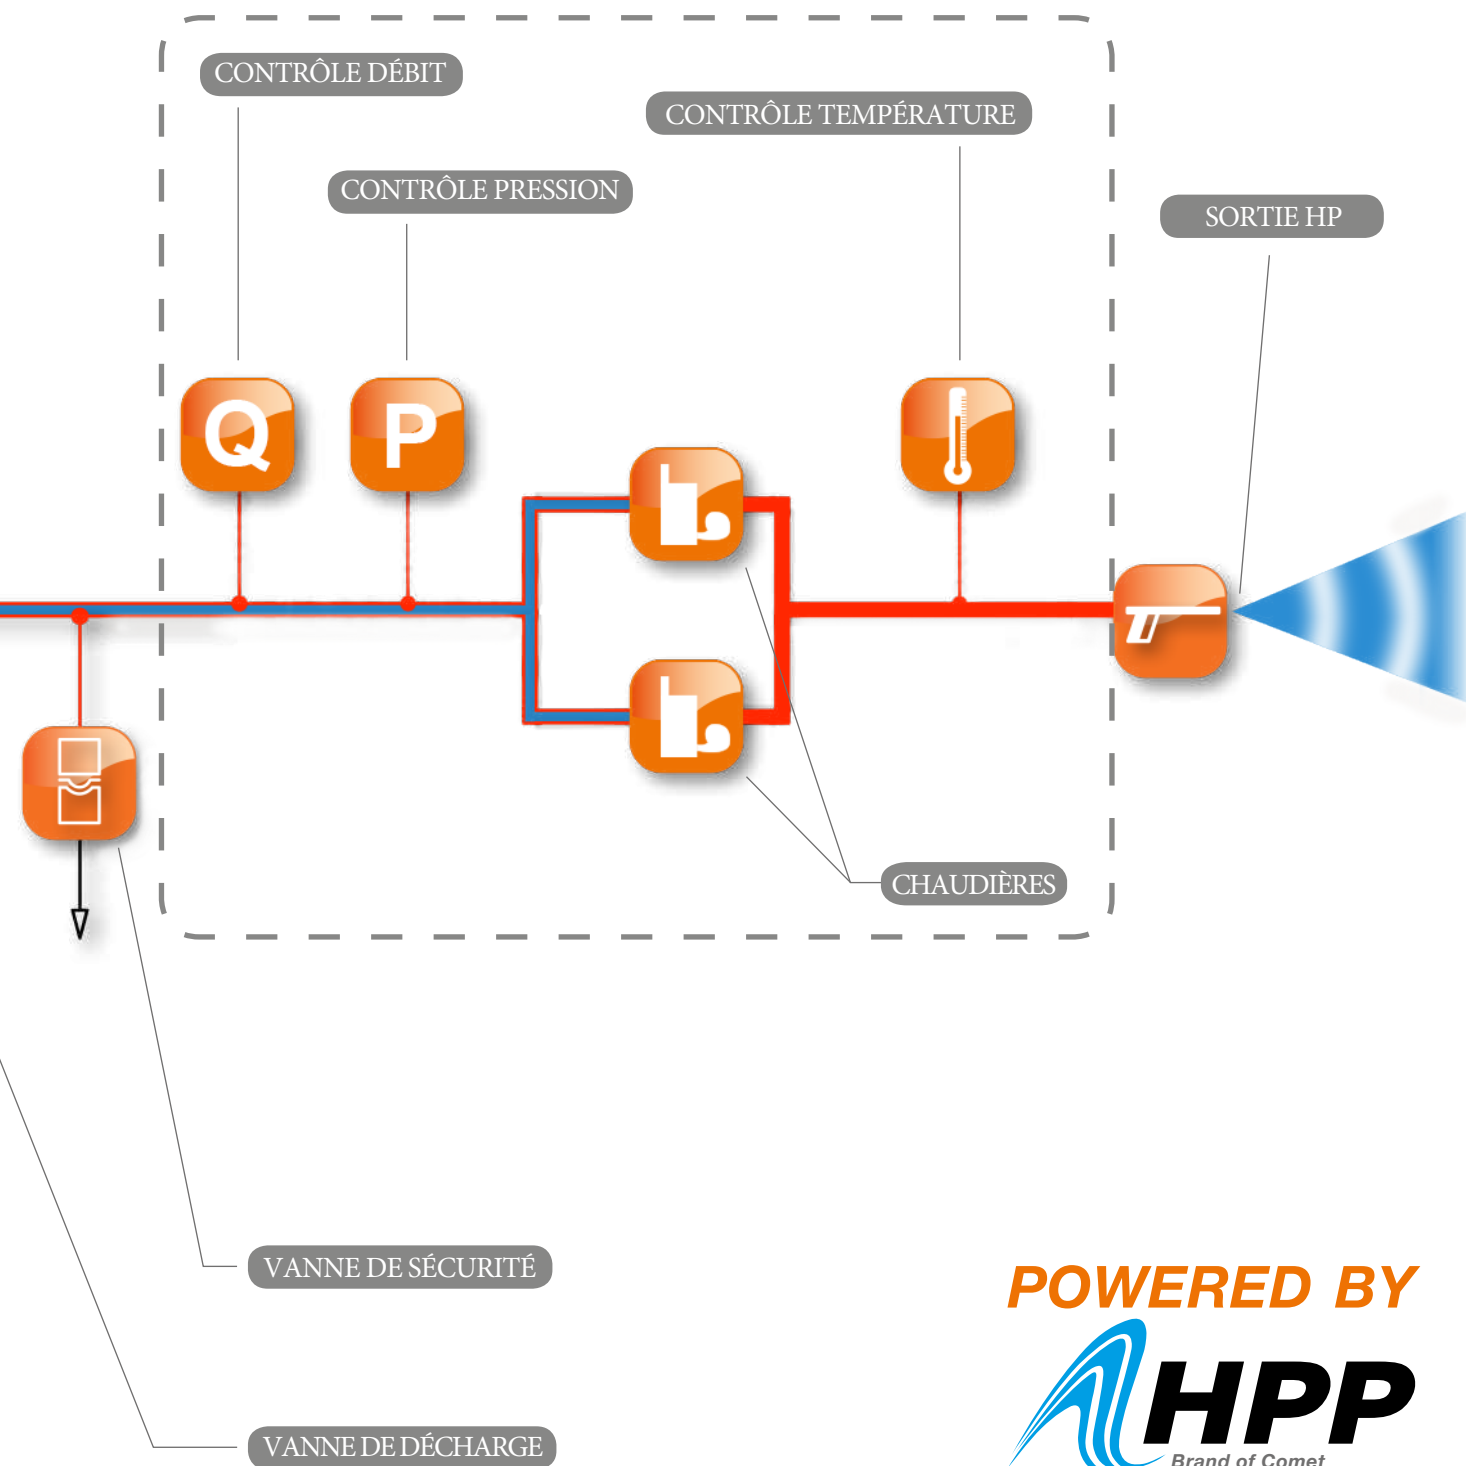 CONTRÔLE DÉBIT
CONTRÔLE TEMPÉRATURE
CONTRÔLE PRESSION
SORTIE HP
Q
P
CHAUDIÈRES
VANNE DE SÉCURITÉ
POWERED BY
HPP
VANNE DE DÉCHARGE
Brand of Comet